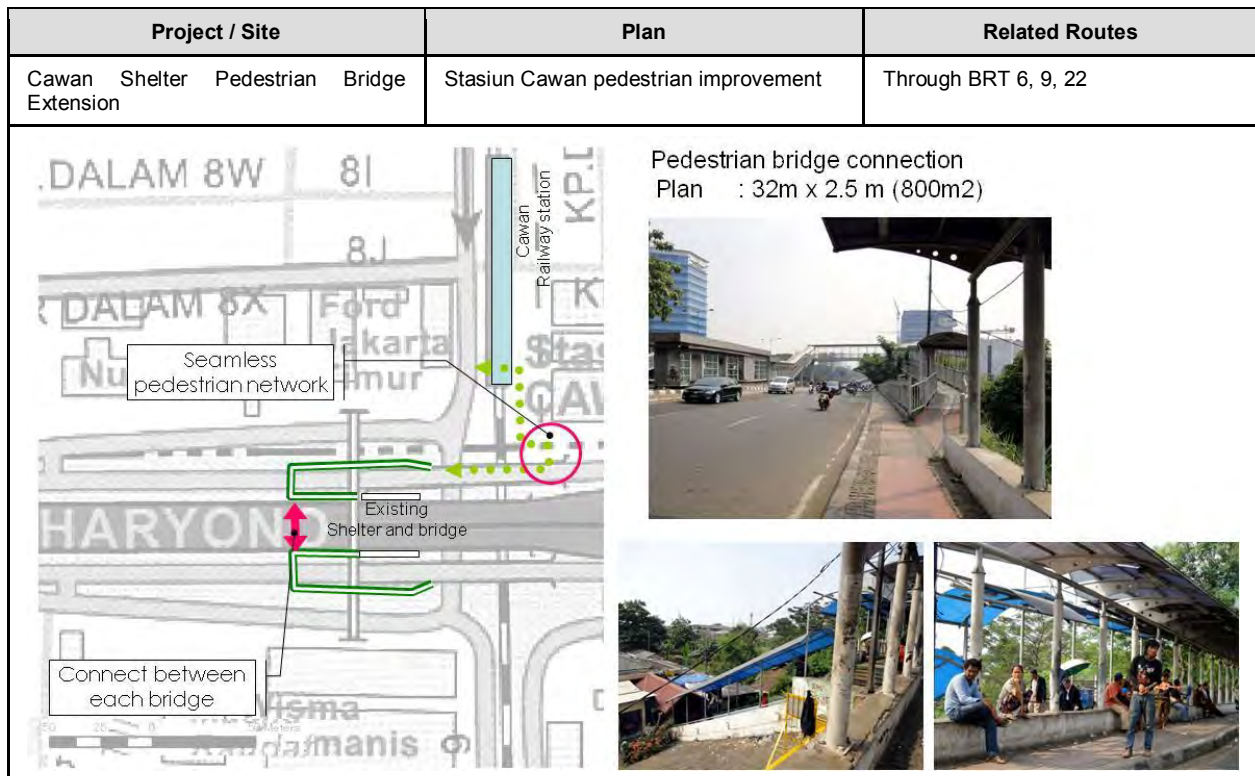 Project / Site
Plan
Related Routes
Cawan Shelter Pedestrian Bridge
Extension
Stasiun Cawan pedestrian improvement
Through BRT 6, 9, 22
Pedestrian bridge connection
Plan : 32m x 2.5 m (800m2)
.DALAM 8W
8I
KP.D
Cawan
Railway station
8J
DALAM 8X
Ford
Jakarta
Seamless
pedestrian network
Existing
Shelter and bridge
HARYONO
Connect between
each bridge